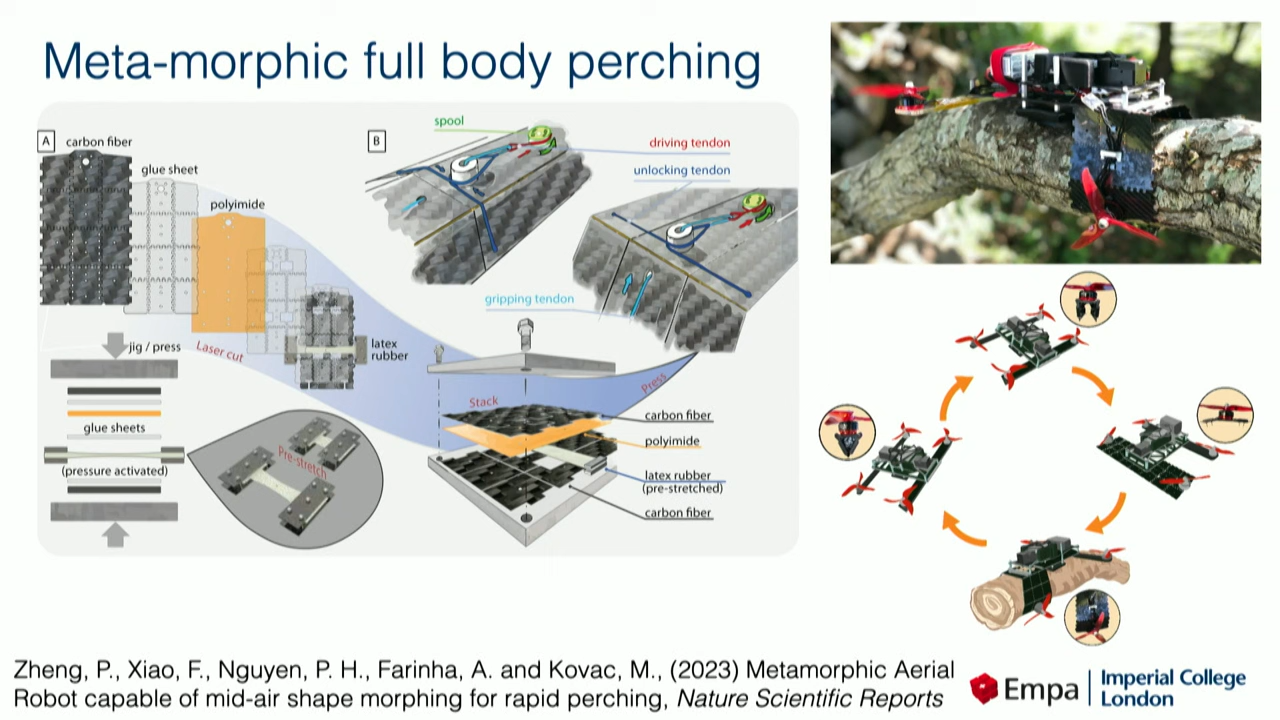 Meta-morphic full body perching
A
carbon fiber
glue sheet
polyimide
Laser cut
latex
rubber
jig / press
glue sheets
(pressure activated)
Pre-stretch
B
spool
driving tendon
unlocking tendon
gripping tendon
Stack
Press
carbon fiber
polyimide
latex rubber
(pre-stretched)
carbon fiber
Zheng, P., Xiao, F., Nguyen, P. H., Farinha, A. and Kovac, M., (2023) Metamorphic Aerial
Robot capable of mid-air shape morphing for rapid perching, Nature Scientific Reports
Empa
Imperial College
London